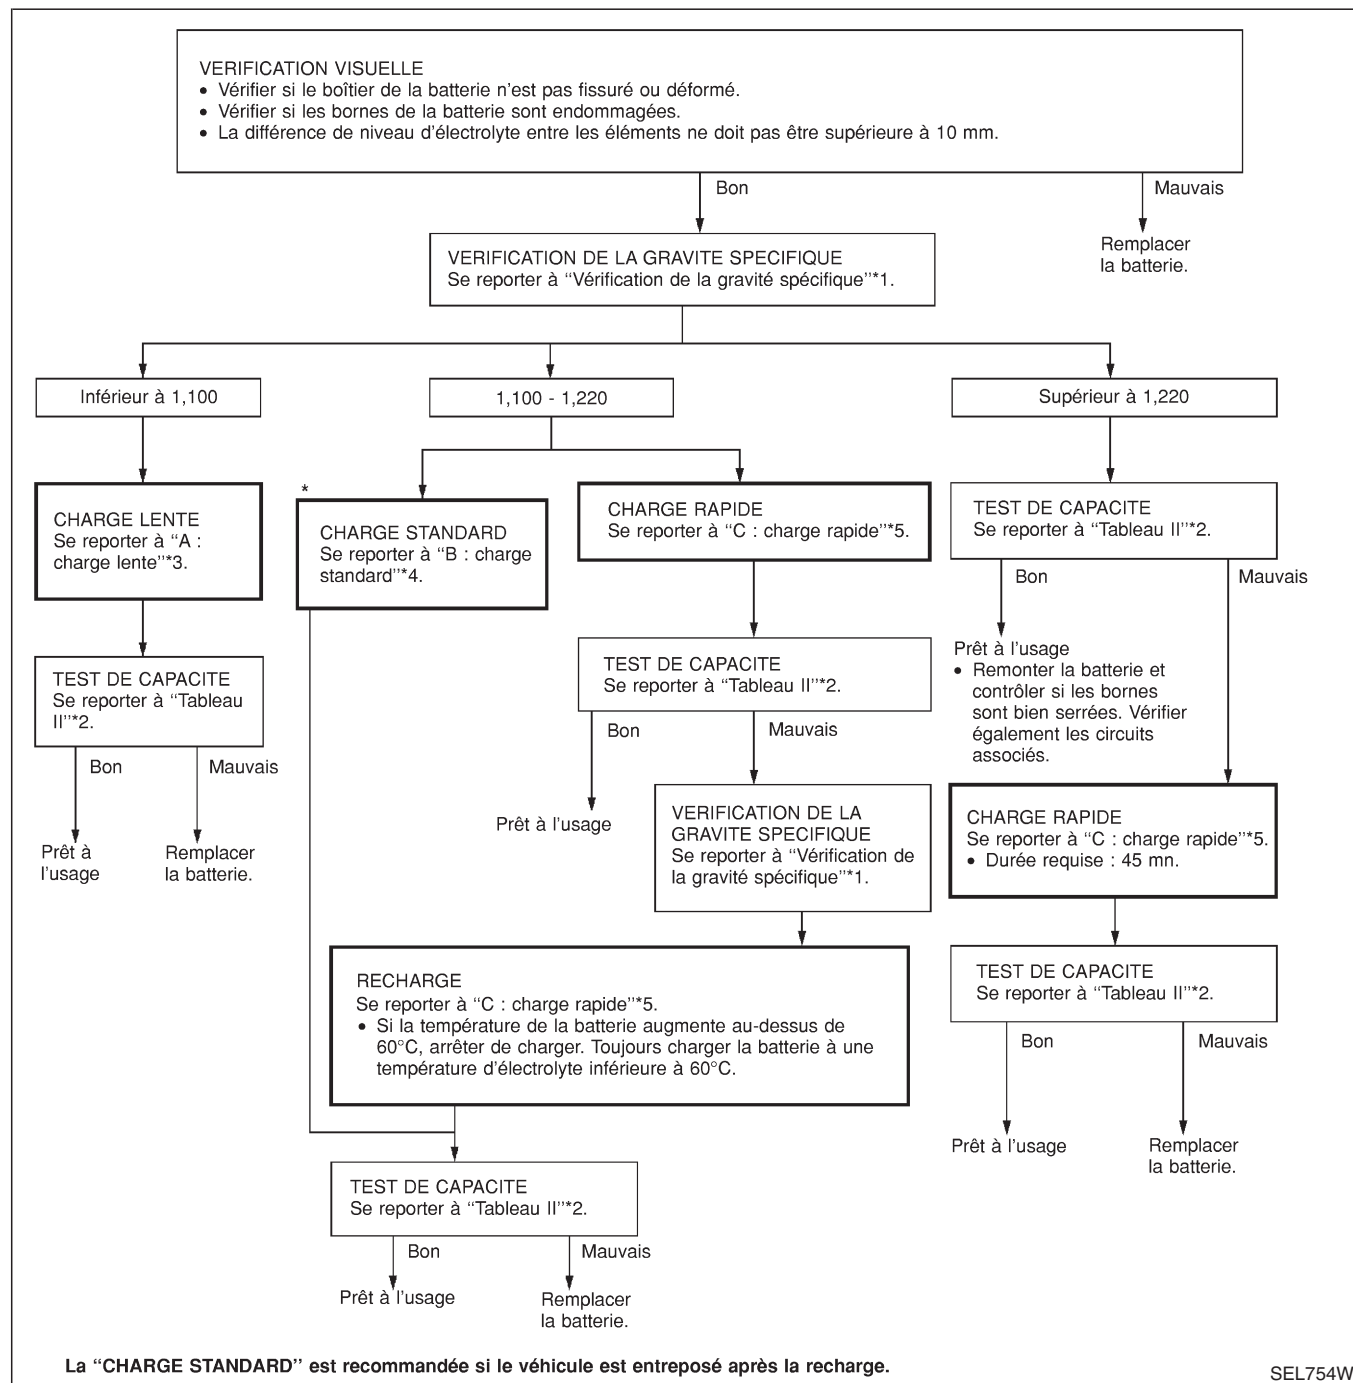 VERIFICATION VISUELLE
• Vérifier si le boîtier de la batterie n’est pas fissuré ou déformé.
• Vérifier si les bornes de la batterie sont endommagées.
• La différence de niveau d’électrolyte entre les éléments ne doit pas être supérieure à 10 mm.
Bon
Mauvais
Remplacer
la batterie.
VERIFICATION DE LA GRAVITE SPECIFIQUE
Se reporter à “Vérification de la gravité spécifique”*1.
Inférieur à 1,100
1,100 - 1,220
Supérieur à 1,220
CHARGE LENTE
Se reporter à “A :
charge lente”*3.
TEST DE CAPACITE
Se reporter à “Tableau
II”*2.
Bon
Mauvais
Prêt à
l’usage
Remplacer
la batterie.
*
CHARGE STANDARD
Se reporter à “B : charge
standard”*4.
CHARGE RAPIDE
Se reporter à “C : charge rapide”*5.
TEST DE CAPACITE
Se reporter à “Tableau II”*2.
Bon
Mauvais
Prêt à l’usage
VERIFICATION DE LA
GRAVITE SPECIFIQUE
Se reporter à “Vérification de
la gravité spécifique”*1.
RECHARGE
Se reporter à “C : charge rapide”*5.
• Si la température de la batterie augmente au-dessus de
60°C, arrêter de charger. Toujours charger la batterie à une
température d’électrolyte inférieure à 60°C.
TEST DE CAPACITE
Se reporter à “Tableau II”*2.
Bon
Mauvais
Prêt à l’usage
Remplacer
la batterie.
TEST DE CAPACITE
Se reporter à “Tableau II”*2.
Bon
Mauvais
Prêt à l’usage
• Remonter la batterie et
contrôler si les bornes
sont bien serrées. Vérifier
également les circuits
associés.
CHARGE RAPIDE
Se reporter à “C : charge rapide”*5.
• Durée requise : 45 mn.
TEST DE CAPACITE
Se reporter à “Tableau II”*2.
Bon
Mauvais
Prêt à l’usage
Remplacer
la batterie.
La “CHARGE STANDARD” est recommandée si le véhicule est entreposé après la recharge.
SEL754W